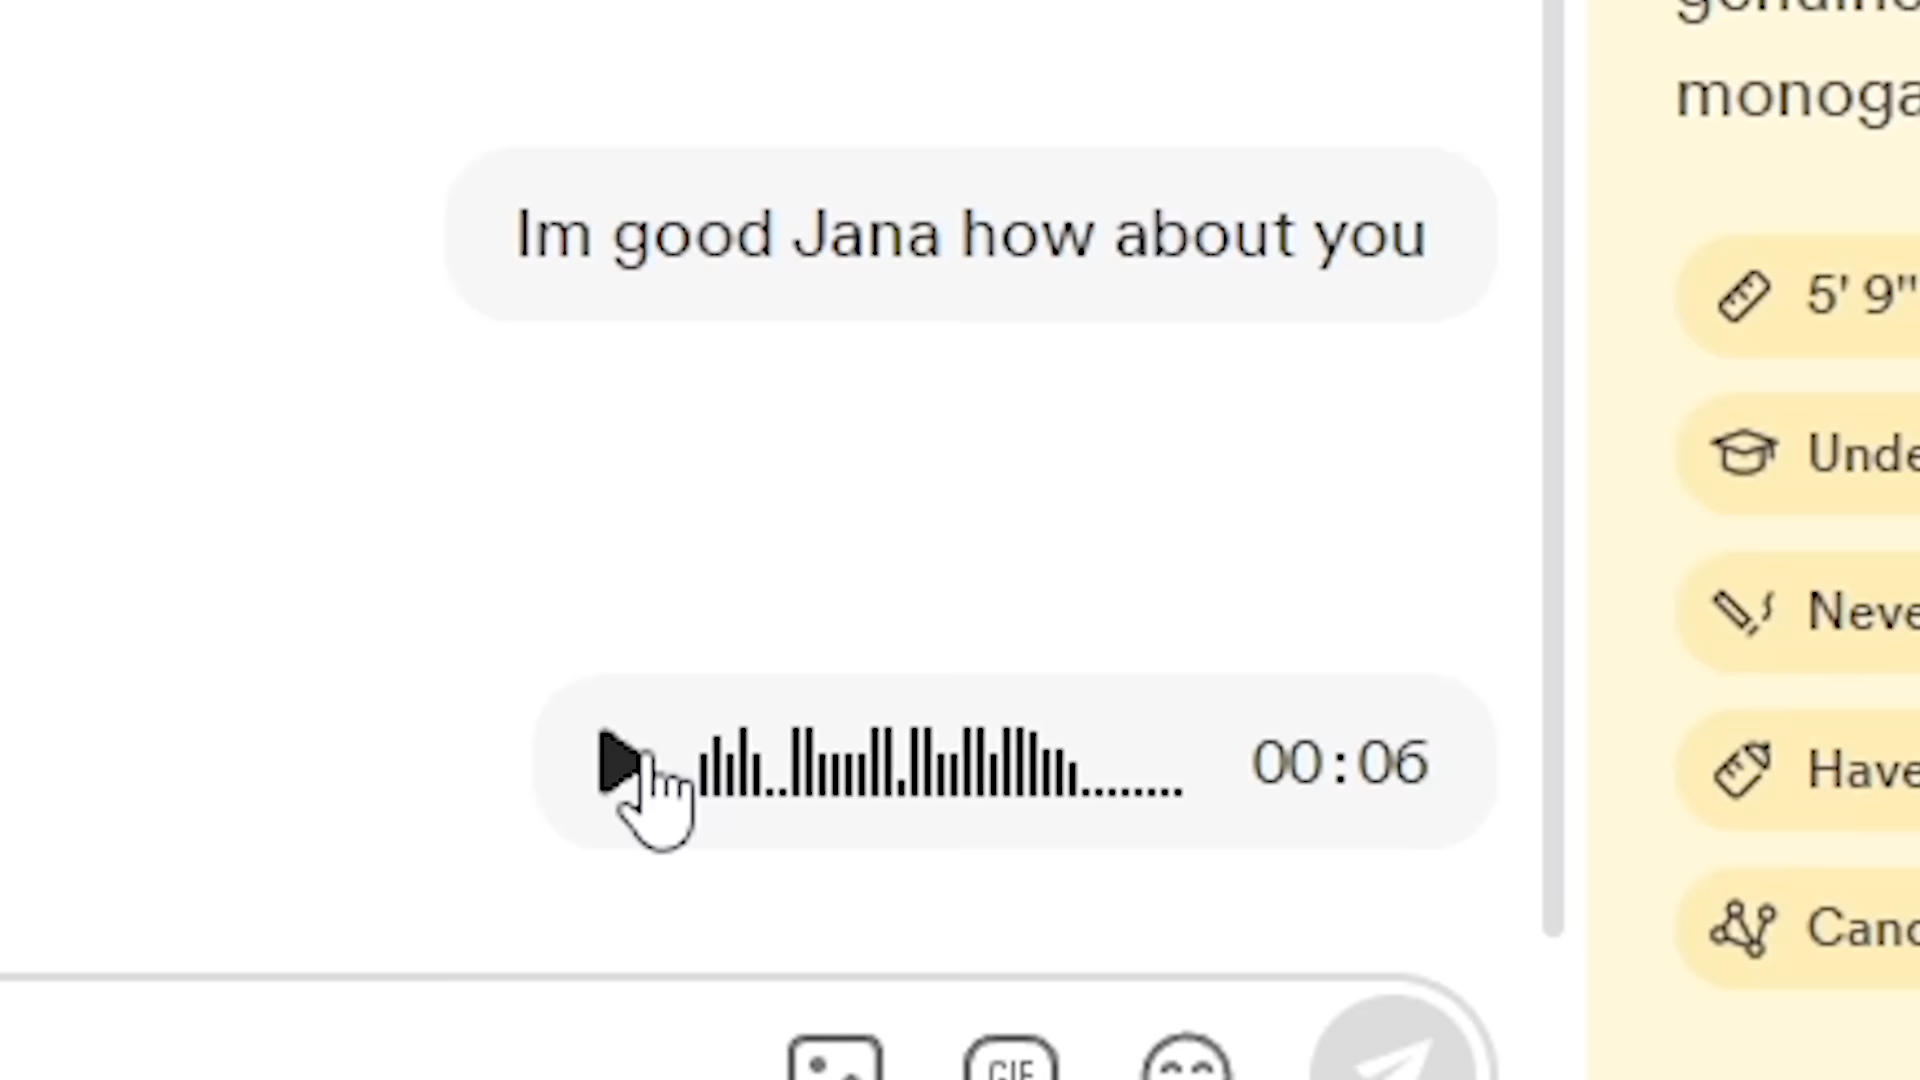 monoga
Im good Jana how about you
5' 9"
Unde
Neve
00:06
Have
Canc
GIF